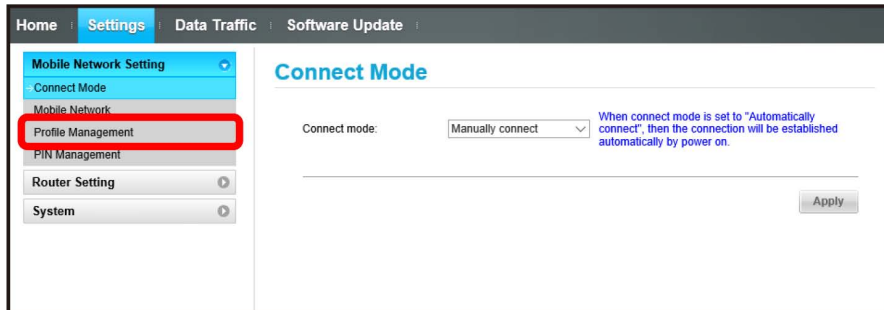 Home Settings Data Traffic Software Update
Mobile Network Setting
Connect Mode
Mobile Network
Profile Management
PIN Management
Router Setting
System
Connect Mode
Connect mode: Manually connect
When connect mode is set to "Automatically
connect", then the connection will be established
automatically by power on.
Apply